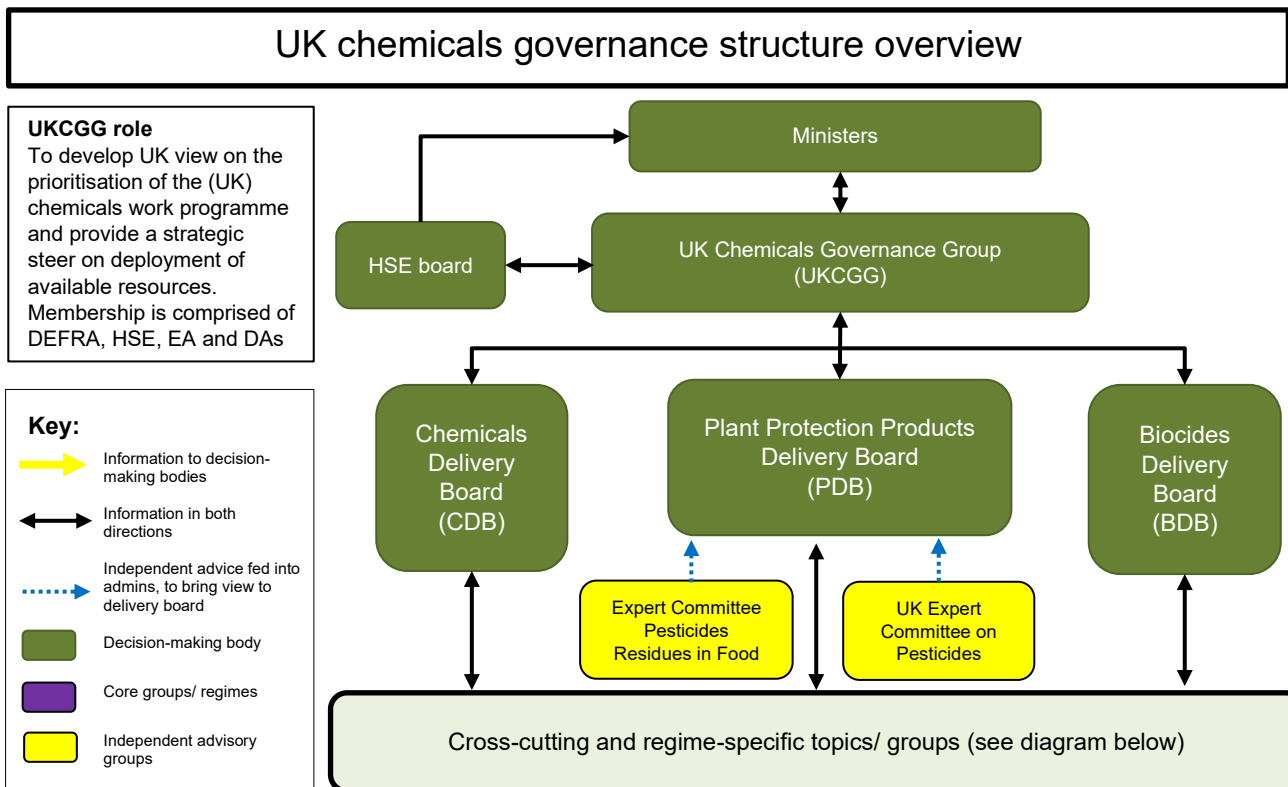 UK chemicals governance structure overview
UKCGG role
To develop UK view on the
prioritisation of the (UK)
chemicals work programme
and provide a strategic
steer on deployment of
available resources.
Membership is comprised of
DEFRA, HSE, EA and DAs
Ministers
HSE board
UK Chemicals Governance Group
(UKCGG)
Chemicals
Delivery
Board
(CDB)
Plant Protection Products
Delivery Board
(PDB)
Biocides
Delivery
Board
(BDB)
Expert Committee
Pesticides
Residues in Food
UK Expert
Committee on
Pesticides
Cross-cutting and regime-specific topics/ groups (see diagram below)
Key:
Information to decision-
making bodies
Information in both
directions
Independent advice fed into
admins, to bring view to
delivery board
Decision-making body
Core groups/ regimes
Independent advisory
groups